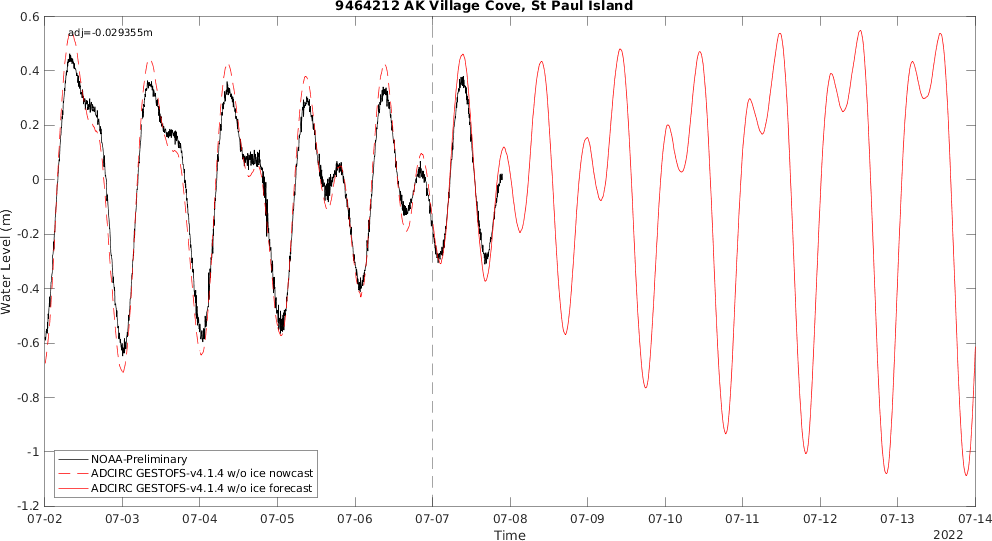 9464212 AK Village Cove, St Paul Island
adj=-0.029355m
0.6
0.4
0.2
0
-0.2
-0.4
-0.6
-0.8
-1
-1.2
Water Level (m)
NOAA-Preliminary
ADCIRC GESTOFS-v4.1.4 w/o ice nowcast
ADCIRC GESTOFS-v4.1.4 w/o ice forecast
07-02 07-03 07-04 07-05 07-06 07-07 07-08 07-09 07-10 07-11 07-12 07-13 07-14
Time
2022